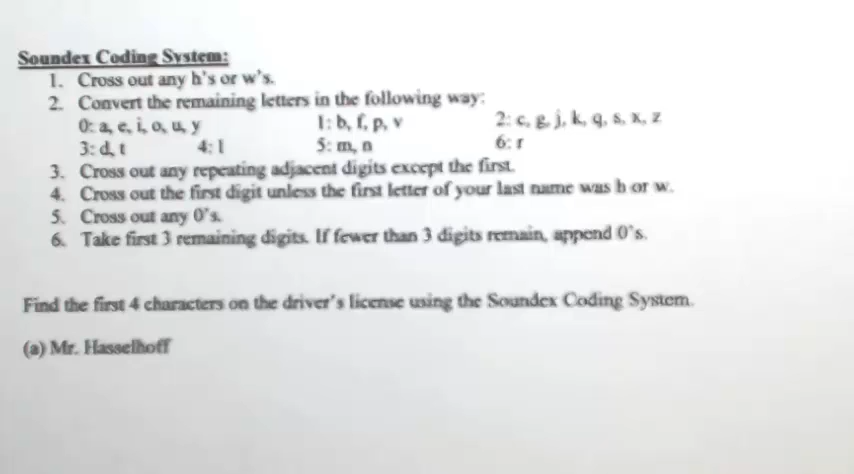 Soundex Coding System:
1. Cross out any h's or w's.
2. Convert the remaining letters in the following way:
0: a, e, i, o, u, y 1: b, f, p, v 2: c, g, j, k, q, s, x, z
3: d, t 4: l 5: m, n 6: r
3. Cross out any repeating adjacent digits except the first.
4. Cross out the first digit unless the first letter of your last name was h or w.
5. Cross out any 0's.
6. Take first 3 remaining digits. If fewer than 3 digits remain, append 0's.
Find the first 4 characters on the driver's license using the Soundex Coding System.
(a) Mr. Hasselhoff